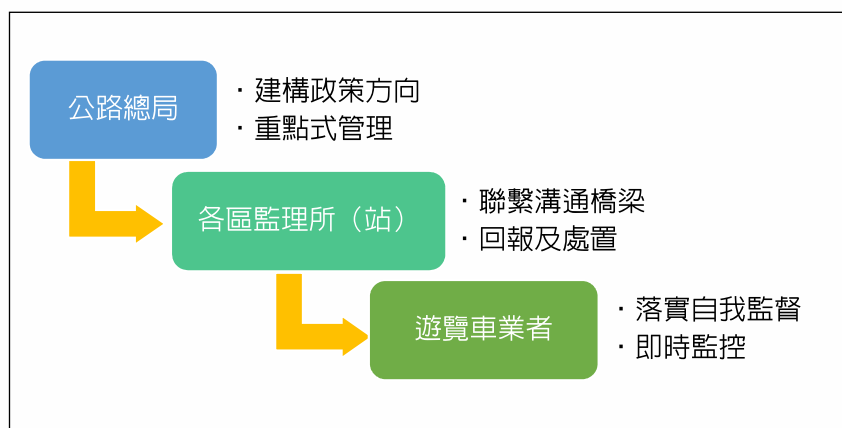 公路總局
·建構政策方向
·重點式管理
各區監理所（站）
·聯繫溝通橋梁
·回報及處置
遊覽車業者
·落實自我監督
·即時監控